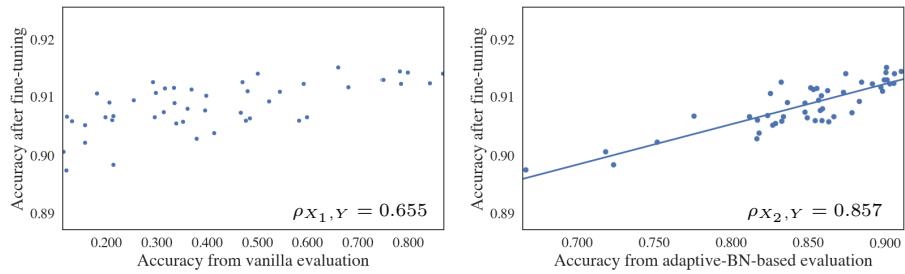 Accuracy after fine-tuning
0.92
0.91
0.90
0.89
ρX₁,Y = 0.655
0.200 0.300 0.400 0.500 0.600 0.700 0.800
Accuracy from vanilla evaluation
Accuracy after fine-tuning
0.92
0.91
0.90
0.89
ρX₂,Y = 0.857
0.700 0.750 0.800 0.850 0.900
Accuracy from adaptive-BN-based evaluation